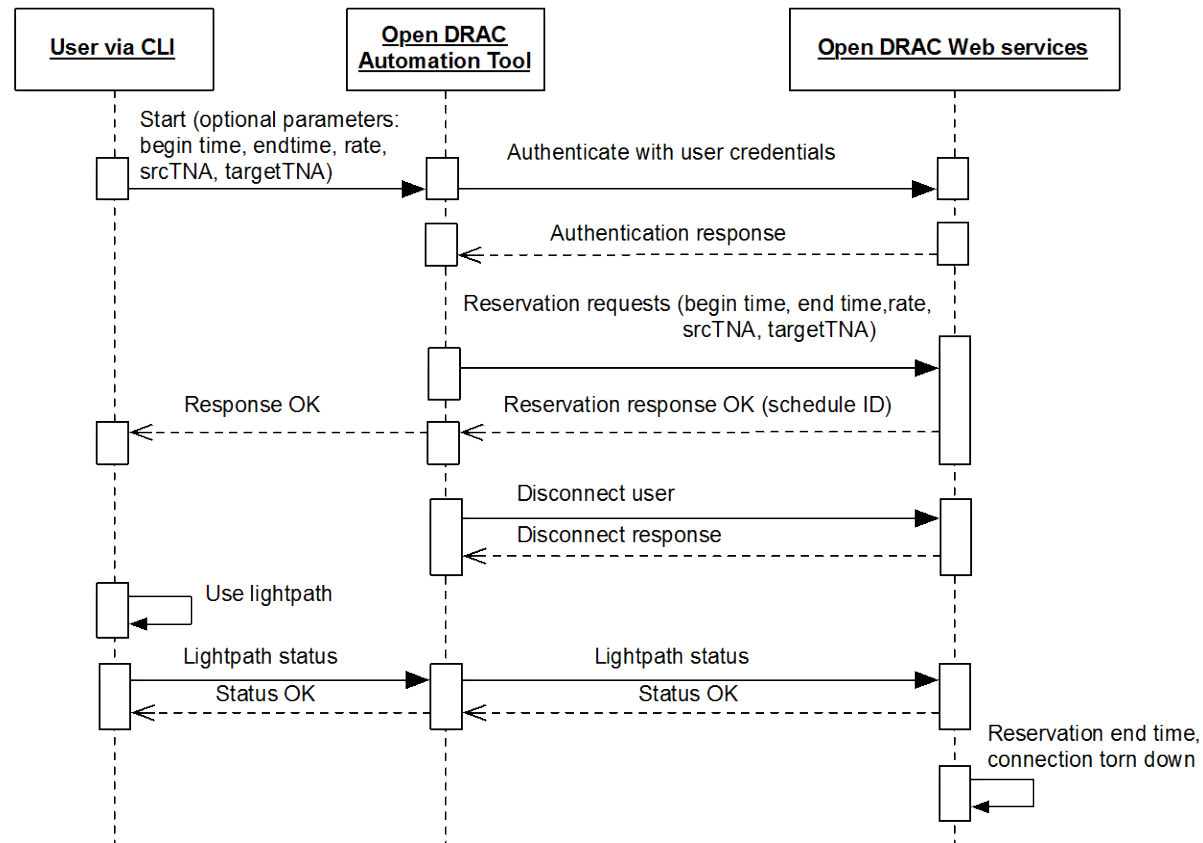 User via CLI
Open DRAC
Automation Tool
Open DRAC Web services
Start (optional parameters:
begin time, endtime, rate,
srcTNA, targetTNA)
Authenticate with user credentials
Authentication response
Reservation requests (begin time, end time,rate,
srcTNA, targetTNA)
Response OK
Reservation response OK (schedule ID)
Disconnect user
Disconnect response
Use lightpath
Lightpath status
Lightpath status
Status OK
Status OK
Reservation end time,
connection torn down